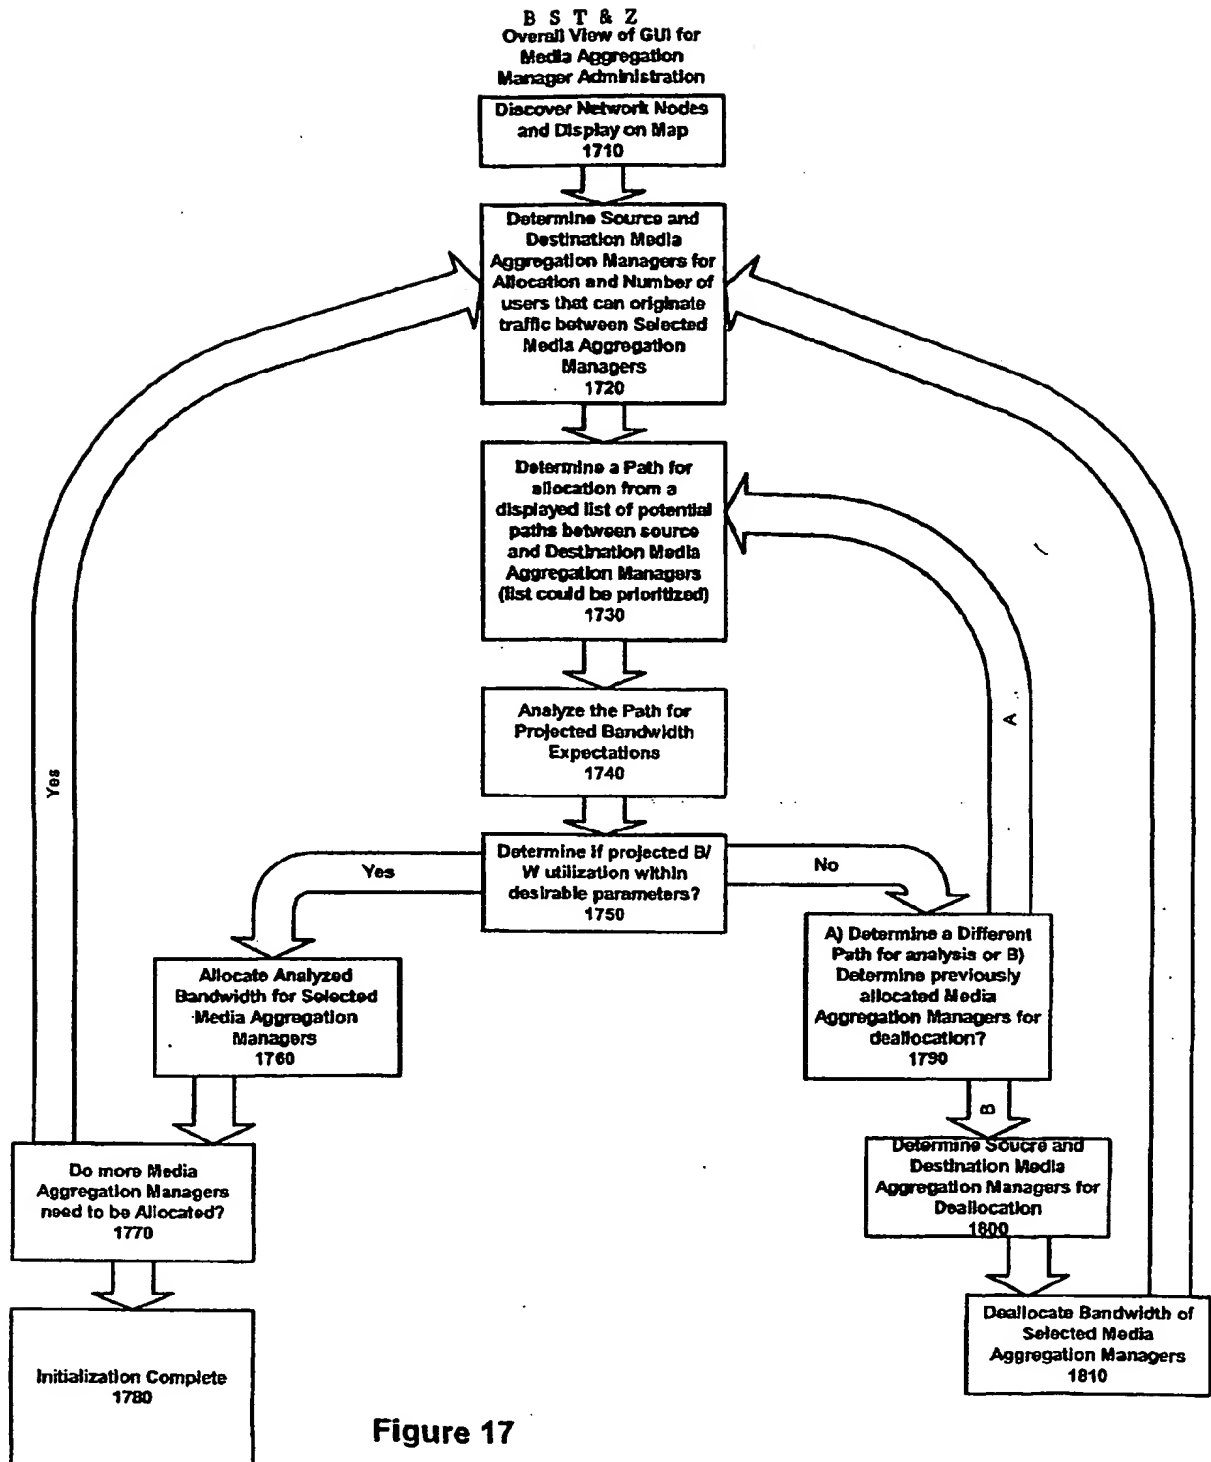 B S T & Z
Overall View of GUI for
Media Aggregation
Manager Administration
Discover Network Nodes
and Display on Map
1710
Determine Source and
Destination Media
Aggregation Managers for
Allocation and Number of
users that can originate
traffic between Selected
Media Aggregation
Managers
1720
Determine a Path for
allocation from a
displayed list of potential
paths between source
and Destination Media
Aggregation Managers
(list could be prioritized)
1730
Analyze the Path for
Projected Bandwidth
Expectations
1740
Determine if projected B/
W utilization within
desirable parameters?
1750
Yes
No
A
Yes
Allocate Analyzed
Bandwidth for Selected
Media Aggregation
Managers
1760
A) Determine a Different
Path for analysis or B)
Determine previously
allocated Media
Aggregation Managers for
deallocation?
1790
B
Do more Media
Aggregation Managers
need to be Allocated?
1770
Determine Soucre and
Destination Media
Aggregation Managers for
Deallocation
1800
Initialization Complete
1780
Deallocate Bandwidth of
Selected Media
Aggregation Managers
1810
Figure 17